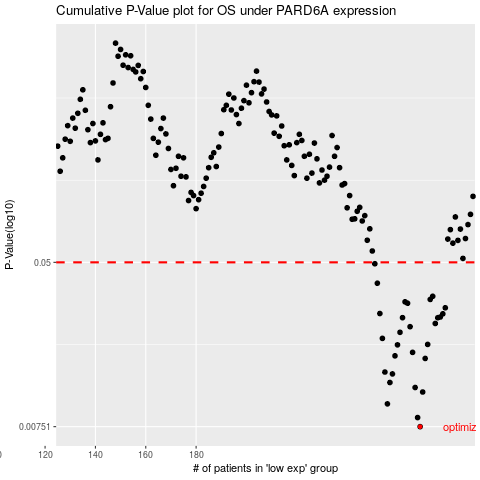 Cumulative P-Value plot for OS under PARD6A expression
P-Value(log10)
0.05
0.00751
optimiz
0 120 140 160 180
# of patients in 'low exp' group